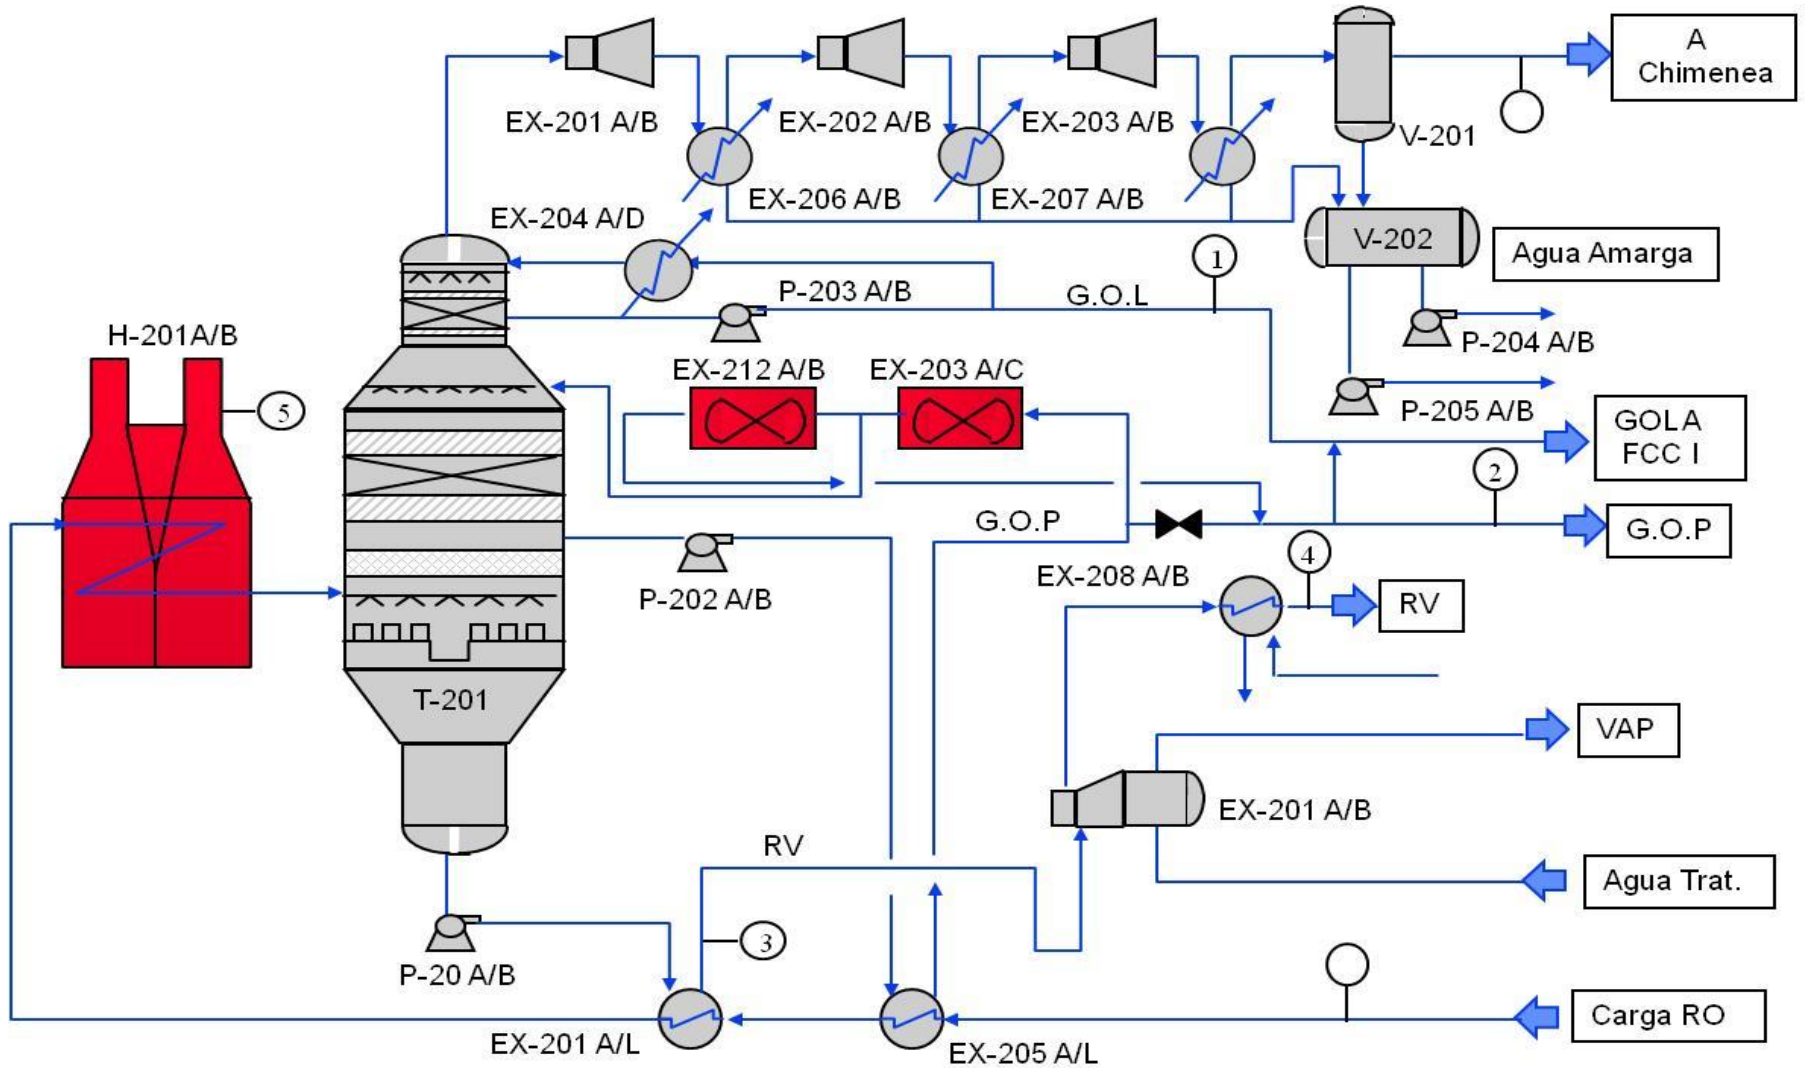 A
Chimenea
EX-201 A/B
EX-202 A/B
EX-203 A/B
V-201
EX-206 A/B
EX-207 A/B
EX-204 A/D
V-202
Agua Amarga
1
P-203 A/B
G.O.L
H-201A/B
P-204 A/B
EX-212 A/B
EX-203 A/C
P-205 A/B
5
GOLA
FCC I
2
G.O.P
G.O.P
4
EX-208 A/B
P-202 A/B
RV
T-201
VAP
EX-201 A/B
RV
Agua Trat.
3
P-20 A/B
Carga RO
EX-201 A/L
EX-205 A/L